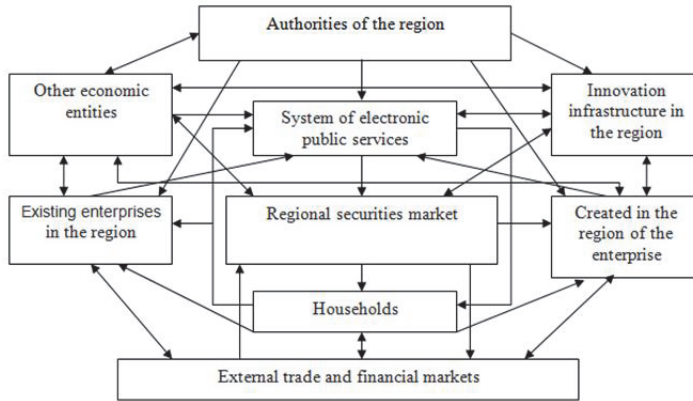 Authorities of the region
Other economic
entities
Innovation
infrastructure in
the region
System of electronic
public services
Existing enterprises
in the region
Regional securities market
Created in the
region of the
enterprise
Households
External trade and financial markets